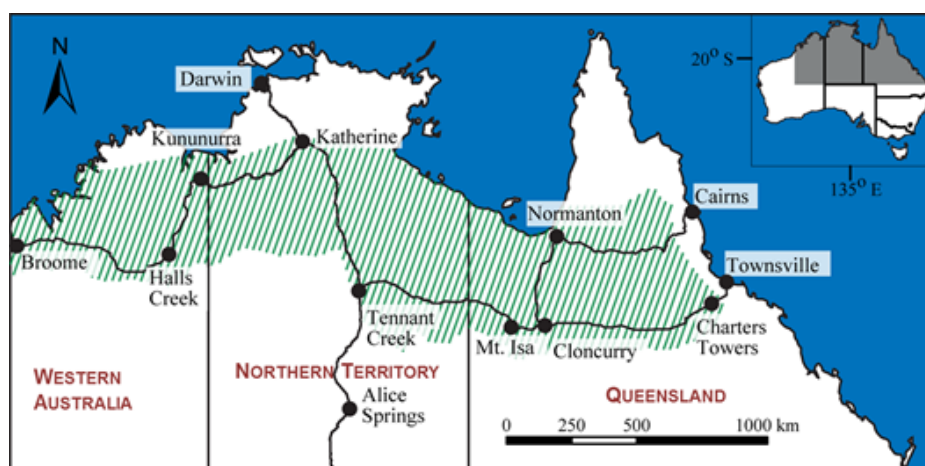 N
Darwin
Kununurra
Katherine
20° S
135° E
Cairns
Normanton
Broome
Halls
Creek
Townsville
Tennant
Creek
Mt. Isa
Cloncurry
Charters
Towers
WESTERN
AUSTRALIA
NORTHERN TERRITORY
Alice
Springs
QUEENSLAND
0 250 500 1000 km